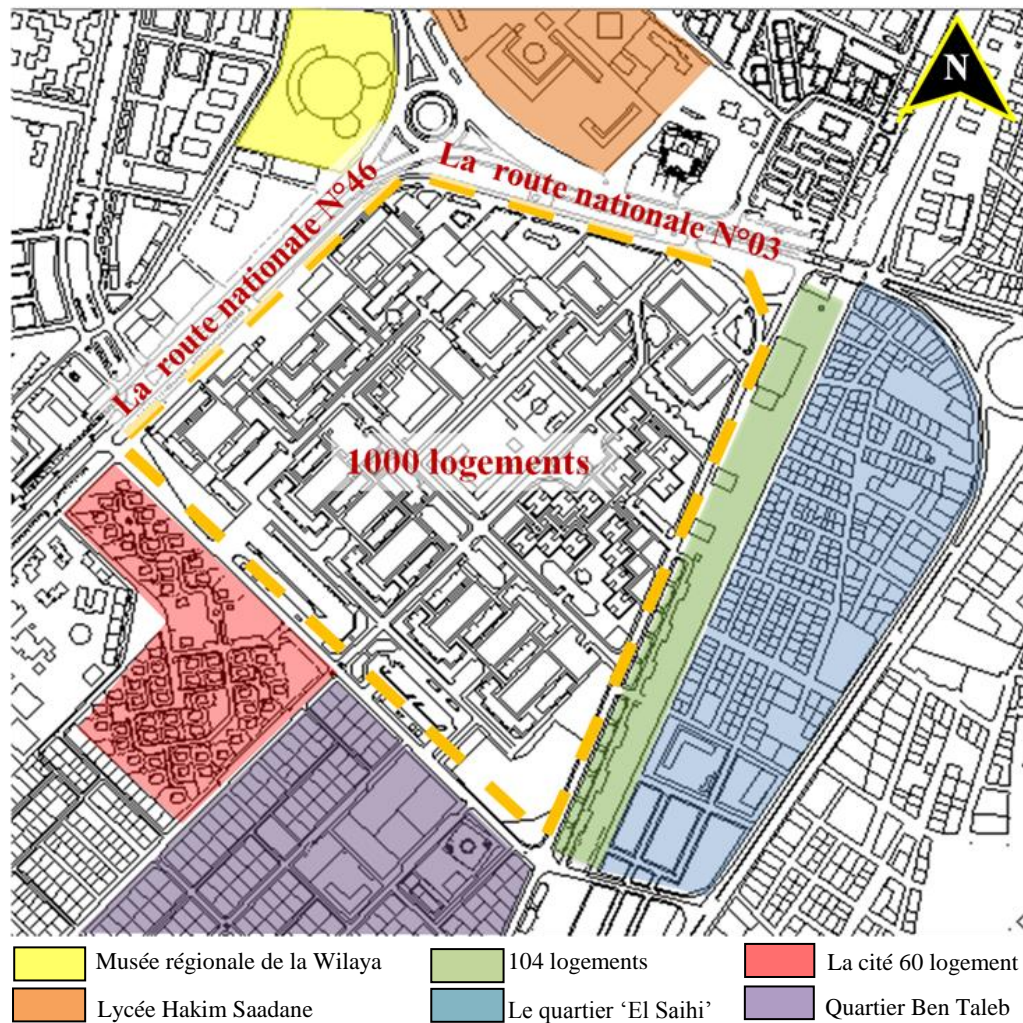 N
La route nationale N°46
La route nationale N°03
1000 logements
Musée régionale de la Wilaya
104 logements
La cité 60 logement
Lycée Hakim Saadane
Le quartier ‘El Saihi’
Quartier Ben Taleb